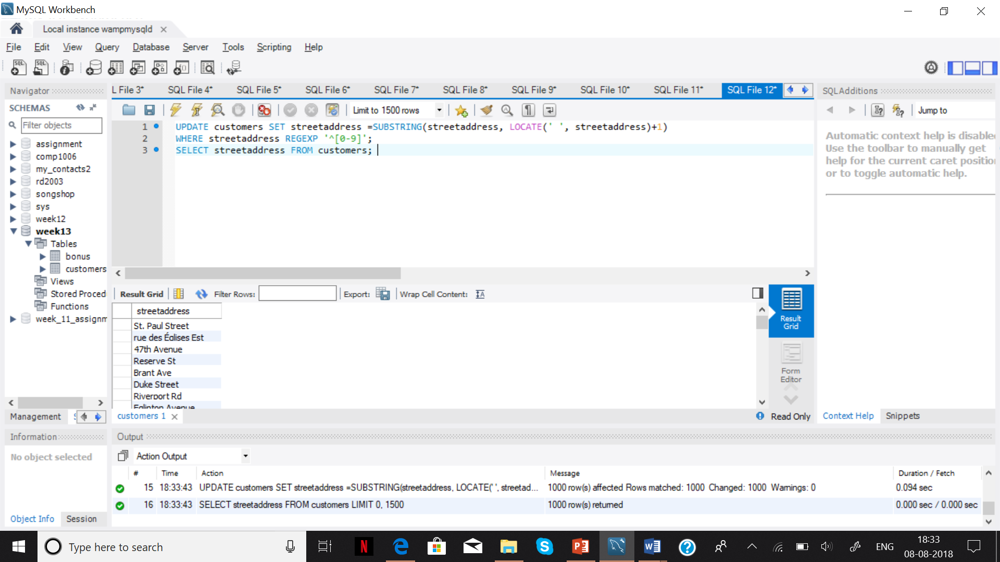 MySQL Workbench
Local instance wampmysqld
File Edit View Query Database Server Tools Scripting Help
Navigator
SCHEMAS
Filter objects
assignment
comp1006
my_contacts2
rd2003
songshop
sys
week12
week13
Tables
bonus
customers
Views
Stored Proced
Functions
week_11_assignm
Management
Information
No object selected
Object Info Session
L File 3* SQL File 4* SQL File 5* SQL File 6* SQL File 7* SQL File 8* SQL File 9* SQL File 10* SQL File 11* SQL File 12*
Limit to 1500 rows
1 UPDATE customers SET streetaddress =SUBSTRING(streetaddress, LOCATE(' ', streetaddress)+1)
2 WHERE streetaddress REGEXP '^[0-9]';
3 SELECT streetaddress FROM customers;
Result Grid Filter Rows: Export: Wrap Cell Content:
streetaddress
St. Paul Street
rue des Églises Est
47th Avenue
Reserve St
Brant Ave
Duke Street
Riverport Rd
Eglinton Avenue
Result Grid
Form Editor
customers 1
Read Only
SQLAdditions
Jump to
Automatic context help is disable
Use the toolbar to manually get
help for the current caret positio
or to toggle automatic help.
Context Help Snippets
Output
Action Output
# Time Action Message Duration / Fetch
15 18:33:43 UPDATE customers SET streetaddress =SUBSTRING(streetaddress, LOCATE(' ', streetad... 1000 row(s) affected Rows matched: 1000 Changed: 1000 Warnings: 0 0.094 sec
16 18:33:43 SELECT streetaddress FROM customers LIMIT 0, 1500 1000 row(s) returned 0.000 sec / 0.000 sec
Type here to search
ENG
18:33
08-08-2018